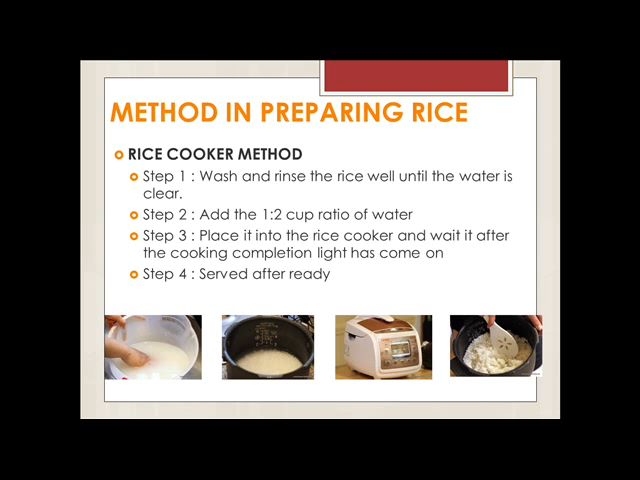 METHOD IN PREPARING RICE
RICE COOKER METHOD
Step 1 : Wash and rinse the rice well until the water is
clear.
Step 2 : Add the 1:2 cup ratio of water
Step 3 : Place it into the rice cooker and wait it after
the cooking completion light has come on
Step 4 : Served after ready